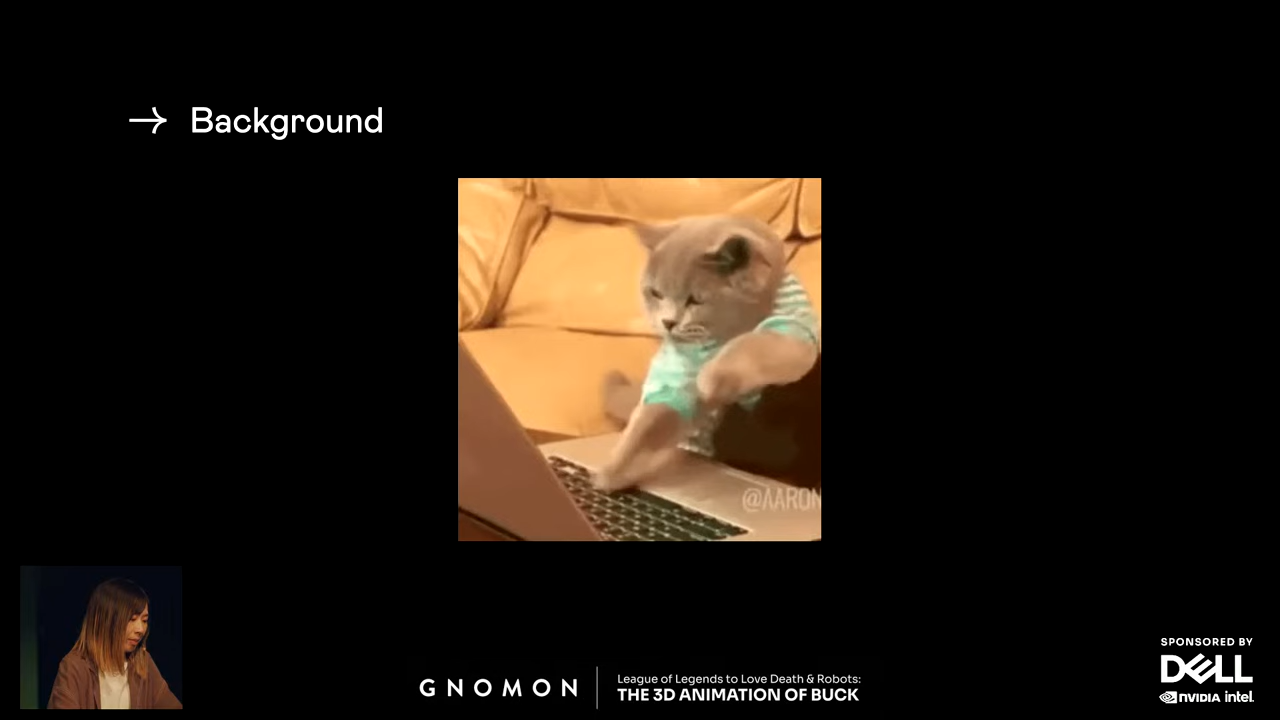 → Background
@AARON
GNOMON
League of Legends to Love Death & Robots:
THE 3D ANIMATION OF BUCK
SPONSORED BY
DELL
NVIDIA intel.